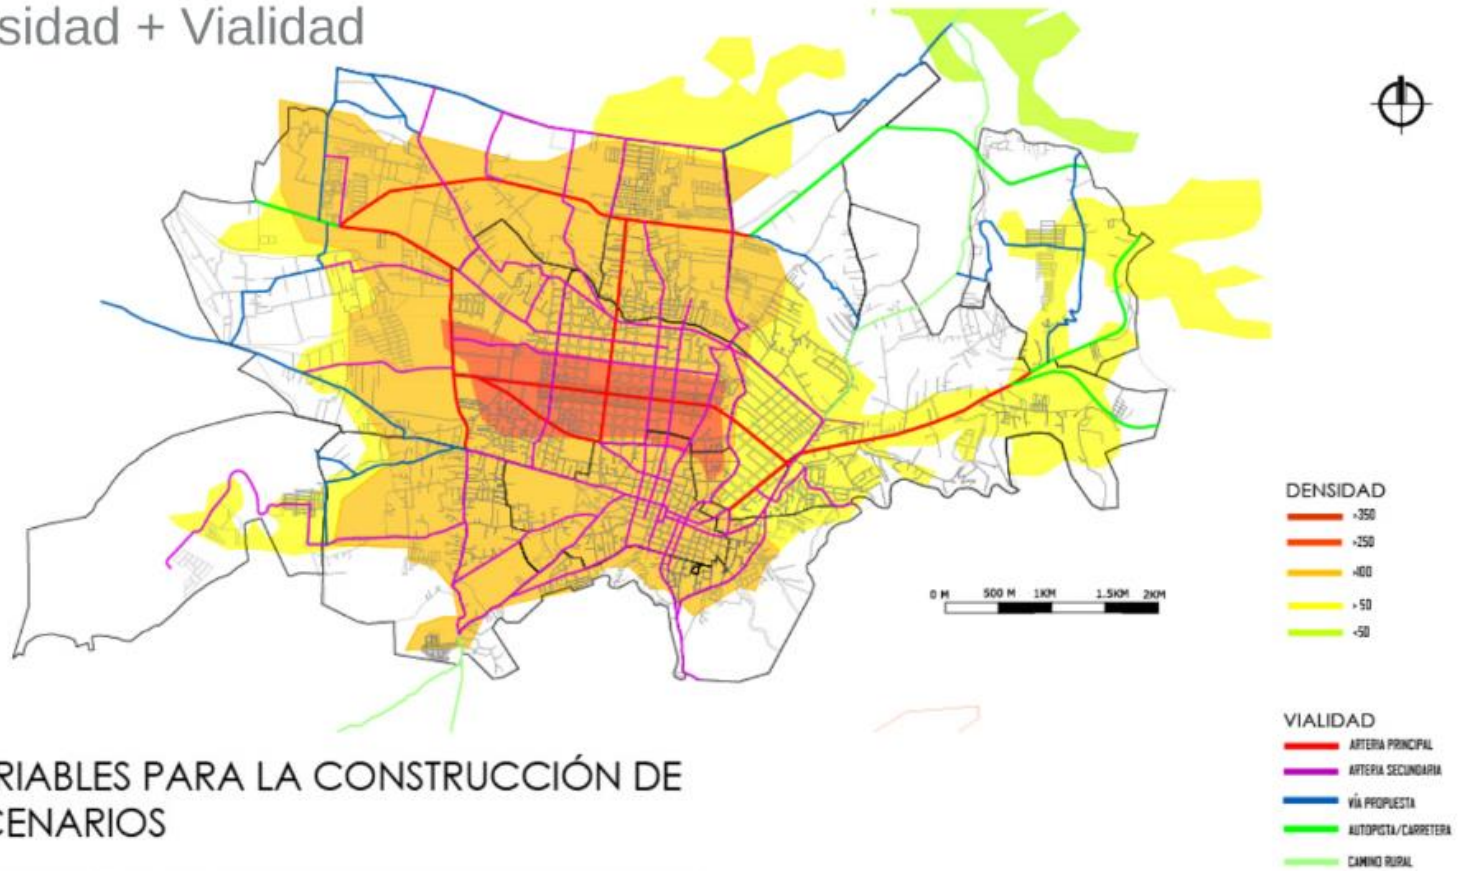 sidad + Vialidad
0 M 500 M 1KM 1.5KM 2KM
DENSIDAD
>350
>250
>100
>50
<50
VIALIDAD
ARTERIA PRINCIPAL
ARTERIA SECUNDARIA
VÍA PROPUESTA
AUTOPISTA/CARRETERA
CAMINO RURAL
RIABLES PARA LA CONSTRUCCIÓN DE
CENARIOS